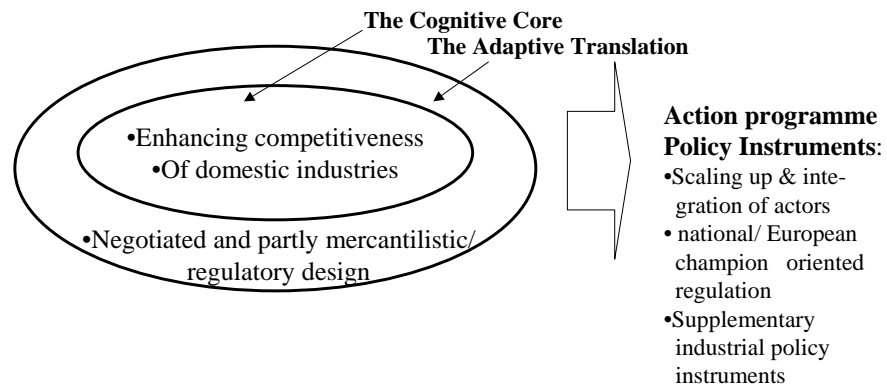 The Cognitive Core
The Adaptive Translation
•Enhancing competitiveness
•Of domestic industries
•Negotiated and partly mercantilistic/
regulatory design
Action programme
Policy Instruments:
•Scaling up & inte-
gration of actors
• national/ European
champion oriented
regulation
•Supplementary
industrial policy
instruments